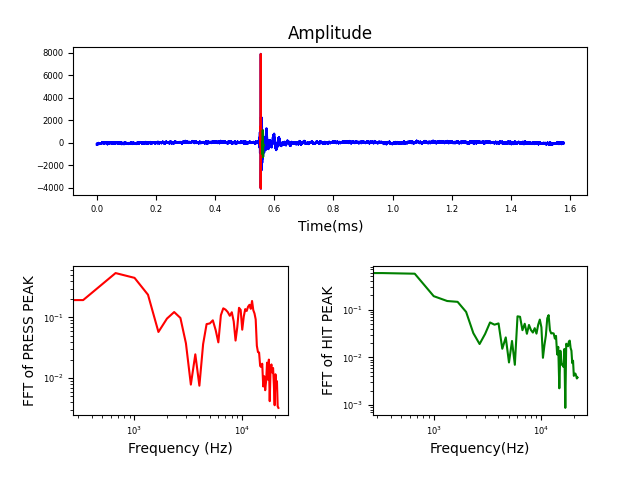 Amplitude
8000
6000
4000
2000
0
−2000
−4000
0.0 0.2 0.4 0.6 0.8 1.0 1.2 1.4 1.6
Time(ms)
FFT of PRESS PEAK
10⁻¹
10⁻²
10³ 10⁴
Frequency (Hz)
FFT of HIT PEAK
10⁻¹
10⁻²
10⁻³
10³ 10⁴
Frequency(Hz)